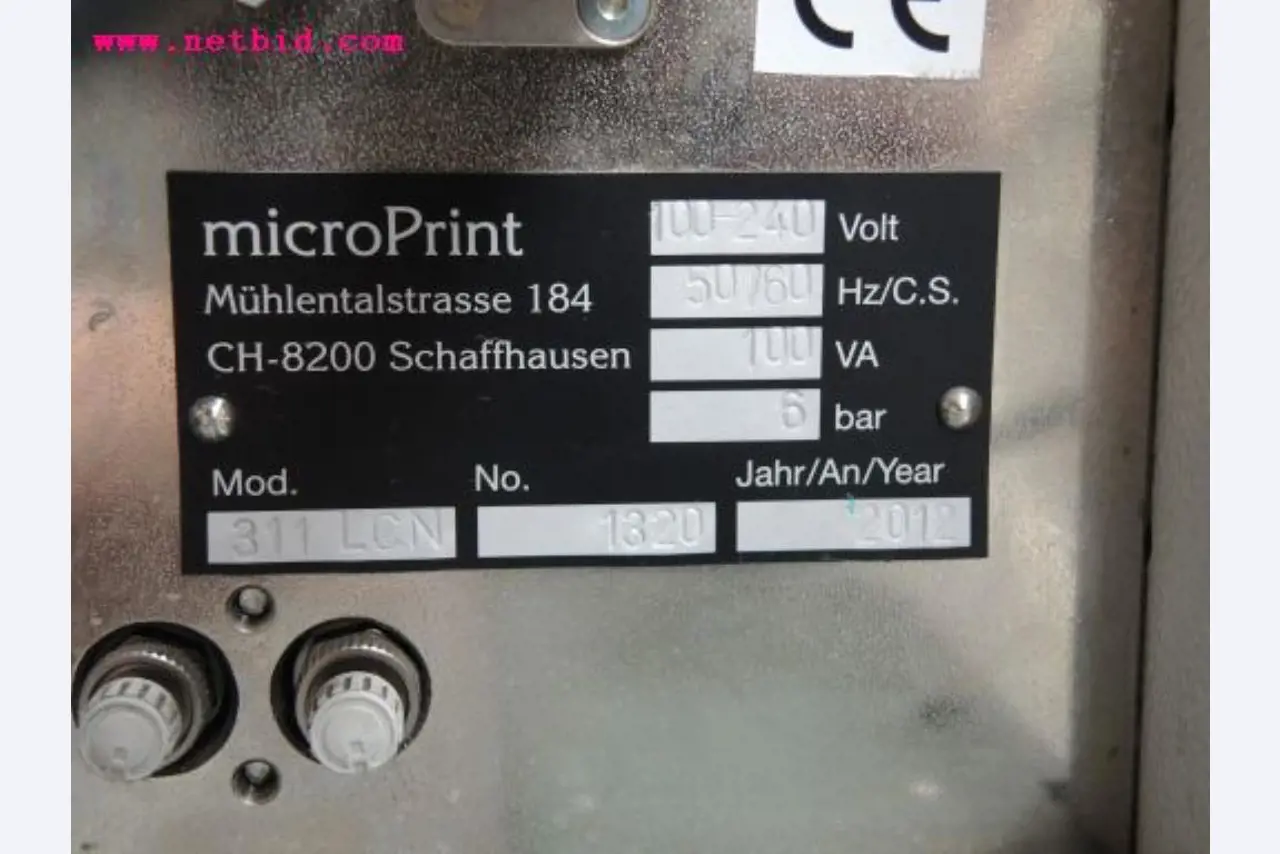 www.netbid.com
CE
microPrint
Mühlentalstrasse 184
CH-8200 Schaffhausen
100-240 Volt
50/60 Hz/C.S.
100 VA
6 bar
Mod. No. Jahr/An/Year
311 LCN 1320 2012